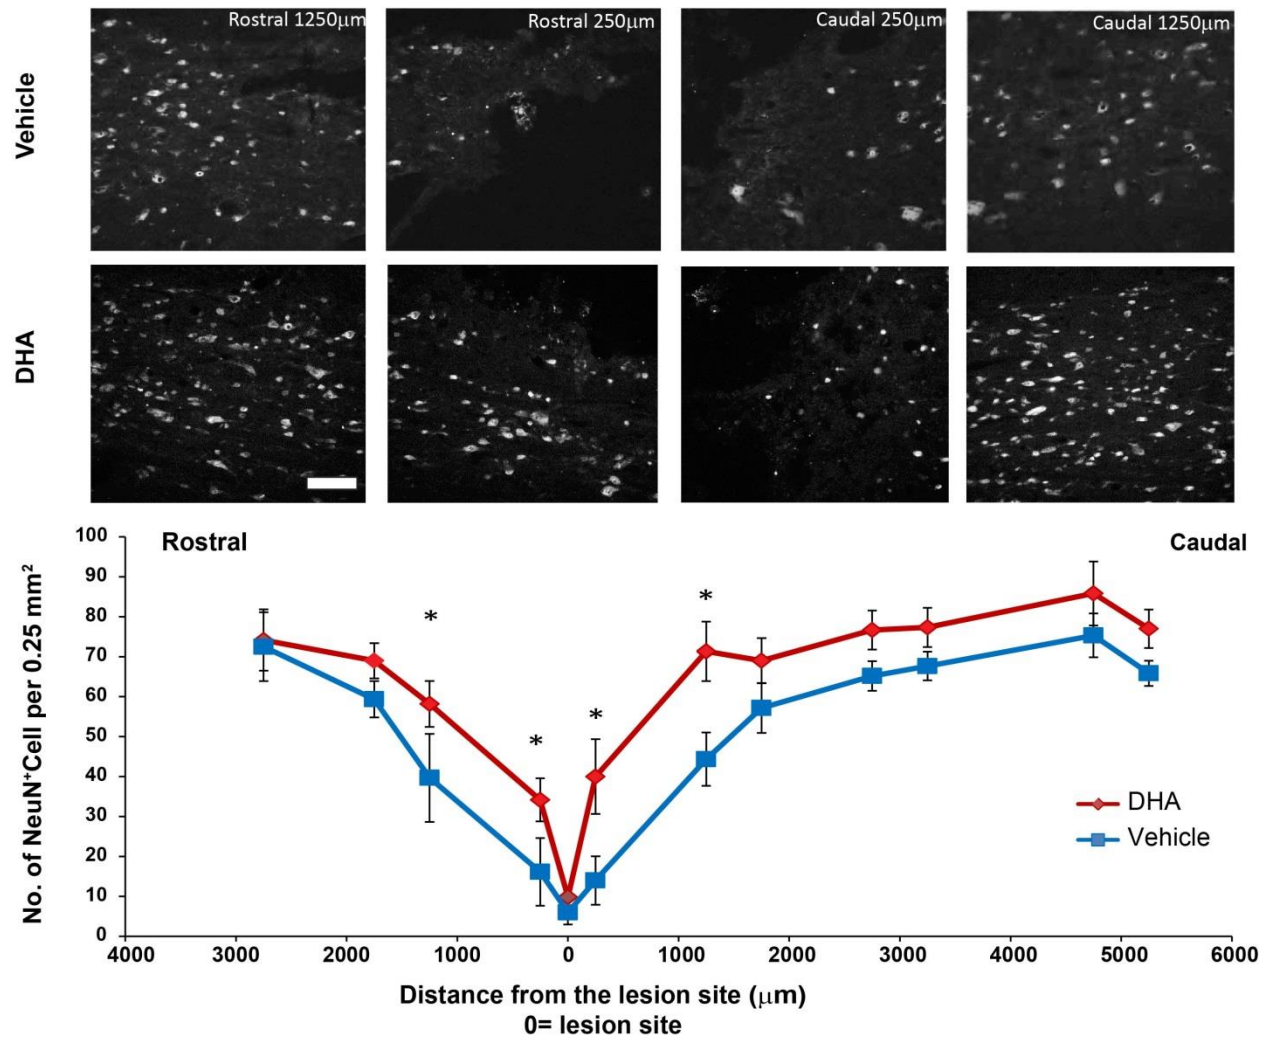 Rostral 1250μm
Rostral 250μm
Caudal 250μm
Caudal 1250μm
Vehicle
DHA
Rostral
Caudal
No. of NeuN⁺Cell per 0.25 mm²
100
90
80
70
60
50
40
30
20
10
0
*
*
*
*
DHA
Vehicle
4000 3000 2000 1000 0 1000 2000 3000 4000 5000 6000
Distance from the lesion site (μm)
0= lesion site